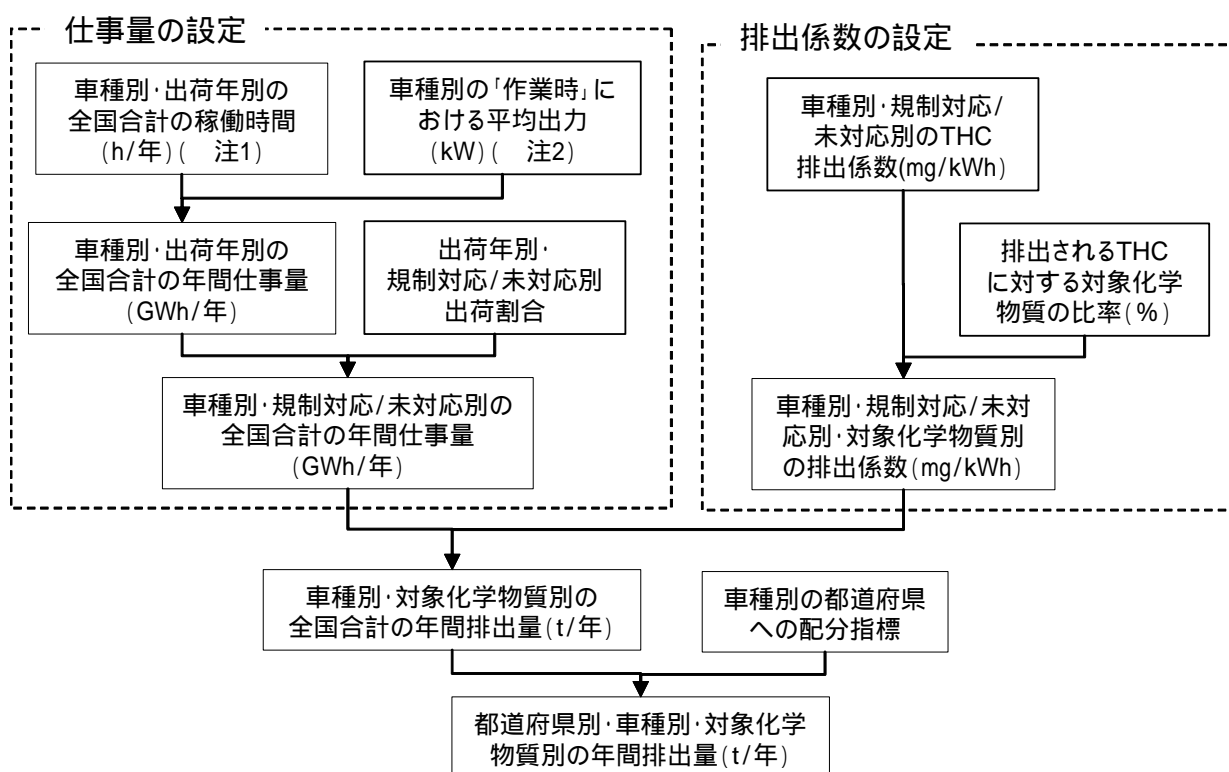 仕事量の設定
車種別・出荷年別の
全国合計の稼働時間
(h/年)(　注1)
車種別の「作業時」に
おける平均出力
(kW)(　注2)
車種別・出荷年別の
全国合計の年間仕事量
(GWh/年)
出荷年別・
規制対応/未対応別
出荷割合
車種別・規制対応/未対応別の
全国合計の年間仕事量
(GWh/年)
排出係数の設定
車種別・規制対応/
未対応別のTHC
排出係数(mg/kWh)
排出されるTHC
に対する対象化学
物質の比率(%)
車種別・規制対応/未対
応別・対象化学物質別
の排出係数(mg/kWh)
車種別・対象化学物質別の
全国合計の年間排出量(t/年)
車種別の都道府県
への配分指標
都道府県別・車種別・対象化学
物質別の年間排出量(t/年)